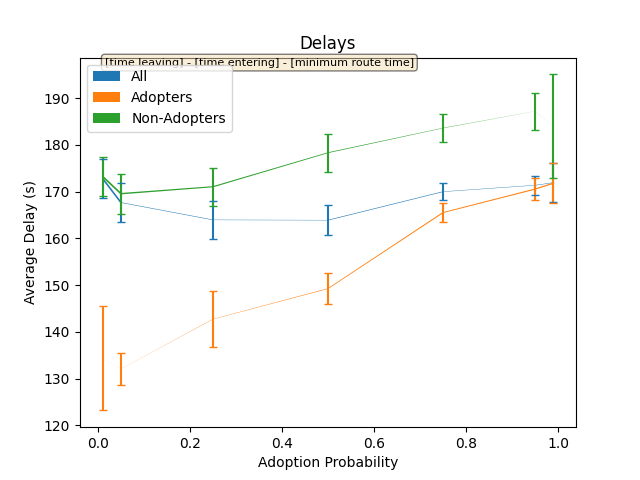 Delays
[time leaving] - [time entering] - [minimum route time]
All
Adopters
Non-Adopters
Average Delay (s)
190
180
170
160
150
140
130
120
0.0 0.2 0.4 0.6 0.8 1.0
Adoption Probability